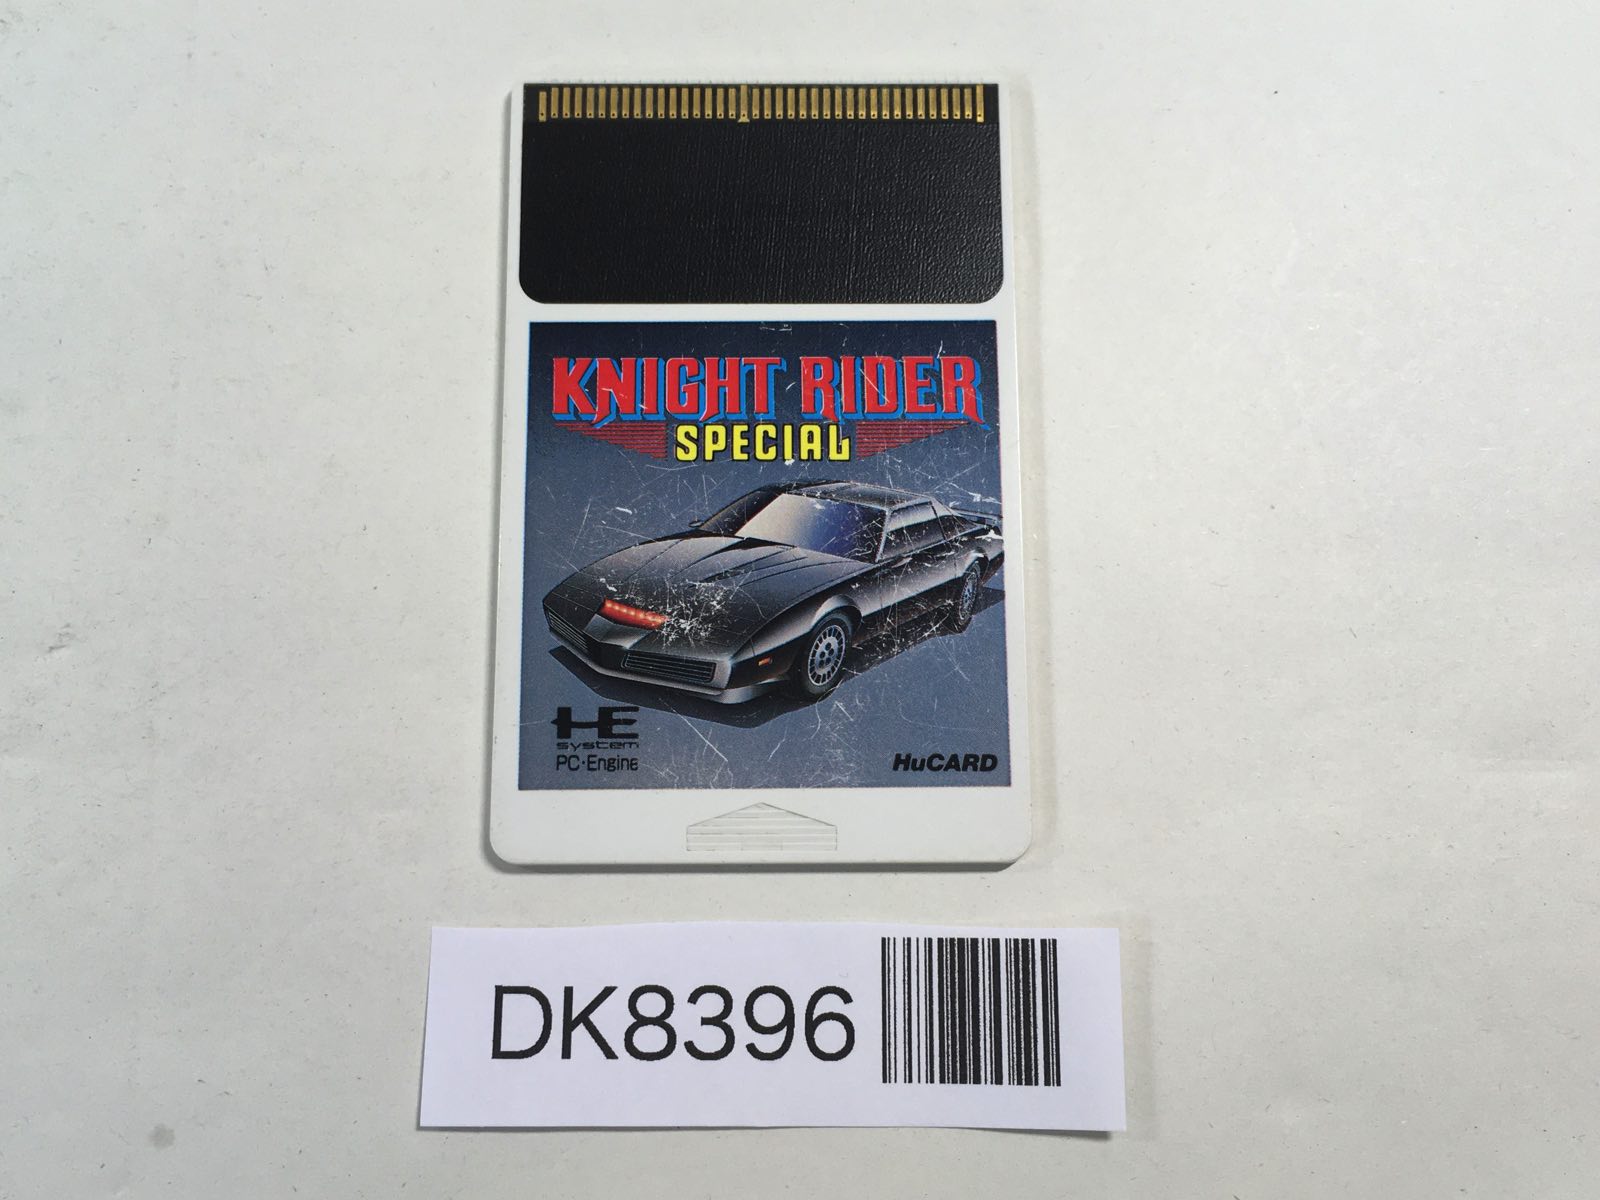 KNIGHT RIDER
SPECIAL
HE
system
PC·Engine
HuCARD
DK8396